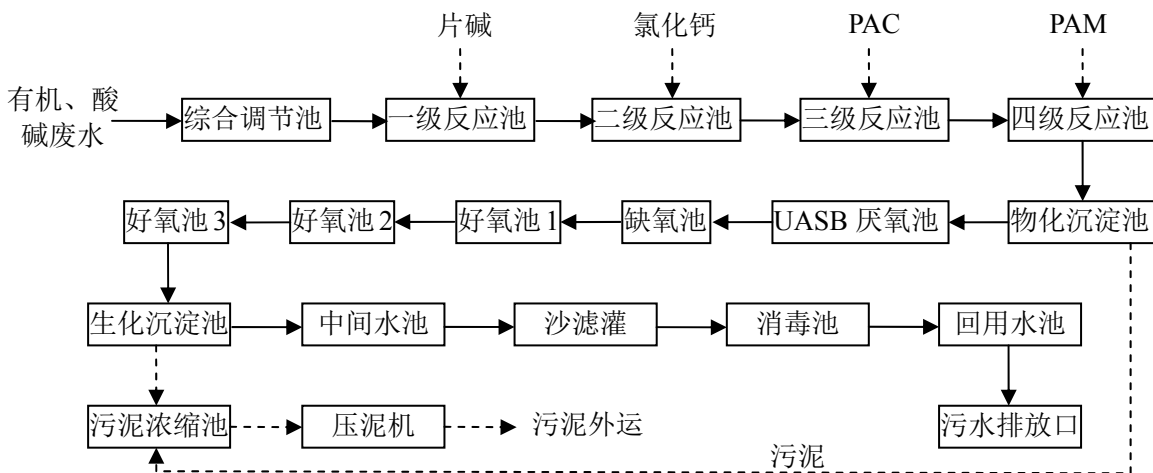 片碱
氯化钙
PAC
PAM
有机、酸
碱废水
综合调节池
一级反应池
二级反应池
三级反应池
四级反应池
好氧池 3
好氧池 2
好氧池 1
缺氧池
UASB 厌氧池
物化沉淀池
生化沉淀池
中间水池
沙滤灌
消毒池
回用水池
污泥浓缩池
压泥机
污泥外运
污水排放口
污泥